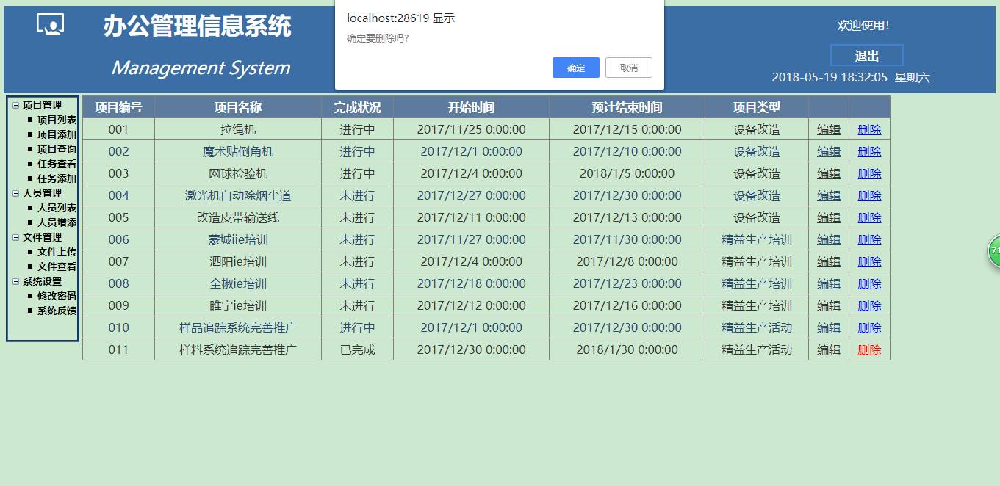 localhost:28619 显示
确定要删除吗?
确定 取消
办公管理信息系统
Management System
欢迎使用!
退出
2018-05-19 18:32:05 星期六
项目管理
项目列表
项目添加
项目查询
任务查看
任务添加
人员管理
人员列表
人员增添
文件管理
文件上传
文件查看
系统设置
修改密码
系统反馈
项目编号 项目名称 完成状况 开始时间 预计结束时间 项目类型
001 拉绳机 进行中 2017/11/25 0:00:00 2017/12/15 0:00:00 设备改造 编辑 删除
002 魔术贴倒角机 进行中 2017/12/1 0:00:00 2017/12/10 0:00:00 设备改造 编辑 删除
003 网球检验机 进行中 2017/12/4 0:00:00 2018/1/5 0:00:00 设备改造 编辑 删除
004 激光机自动除烟尘道 未进行 2017/12/27 0:00:00 2017/12/30 0:00:00 设备改造 编辑 删除
005 改造皮带输送线 未进行 2017/12/11 0:00:00 2017/12/13 0:00:00 设备改造 编辑 删除
006 蒙城iie培训 未进行 2017/11/27 0:00:00 2017/11/30 0:00:00 精益生产培训 编辑 删除
007 泗阳ie培训 未进行 2017/12/4 0:00:00 2017/12/8 0:00:00 精益生产培训 编辑 删除
008 全椒ie培训 未进行 2017/12/18 0:00:00 2017/12/23 0:00:00 精益生产培训 编辑 删除
009 睢宁ie培训 未进行 2017/12/12 0:00:00 2017/12/16 0:00:00 精益生产培训 编辑 删除
010 样品追踪系统完善推广 进行中 2017/12/1 0:00:00 2017/12/30 0:00:00 精益生产活动 编辑 删除
011 样料系统追踪完善推广 已完成 2017/12/30 0:00:00 2018/1/30 0:00:00 精益生产活动 编辑 删除